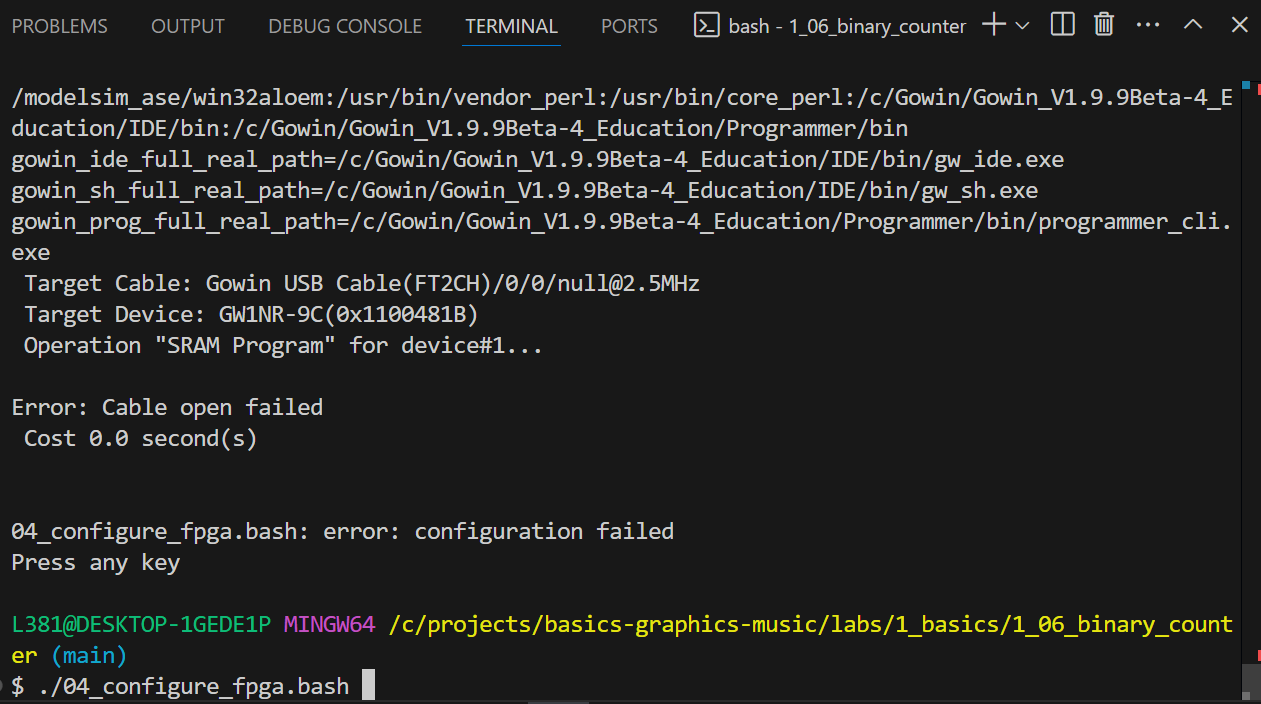 PROBLEMS OUTPUT DEBUG CONSOLE TERMINAL PORTS bash - 1_06_binary_counter
/modelsim_ase/win32aloem:/usr/bin/vendor_perl:/usr/bin/core_perl:/c/Gowin/Gowin_V1.9.9Beta-4_E
ducation/IDE/bin:/c/Gowin/Gowin_V1.9.9Beta-4_Education/Programmer/bin
gowin_ide_full_real_path=/c/Gowin/Gowin_V1.9.9Beta-4_Education/IDE/bin/gw_ide.exe
gowin_sh_full_real_path=/c/Gowin/Gowin_V1.9.9Beta-4_Education/IDE/bin/gw_sh.exe
gowin_prog_full_real_path=/c/Gowin/Gowin_V1.9.9Beta-4_Education/Programmer/bin/programmer_cli.
exe
Target Cable: Gowin USB Cable(FT2CH)/0/0/null@2.5MHz
Target Device: GW1NR-9C(0x1100481B)
Operation "SRAM Program" for device#1...
Error: Cable open failed
Cost 0.0 second(s)
04_configure_fpga.bash: error: configuration failed
Press any key
L381@DESKTOP-1GEDE1P MINGW64 /c/projects/basics-graphics-music/labs/1_basics/1_06_binary_count
er (main)
$ ./04_configure_fpga.bash